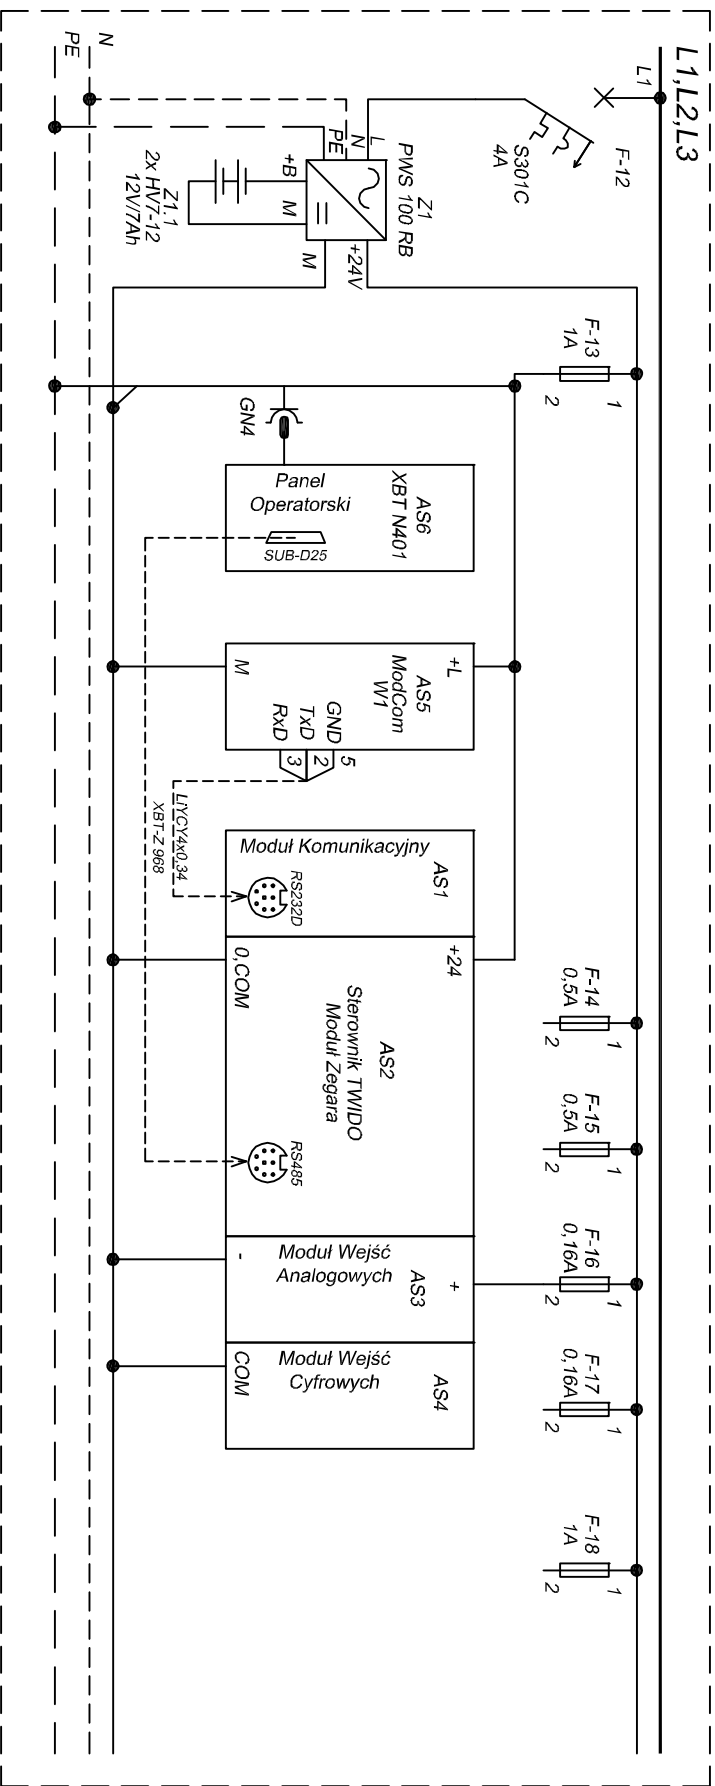 L1,L2,L3
L1
N
PE
F-12
S301C
4A
L
N
PE
Z1
PWS 100 RB
+B
M
+24V
M
Z1.1
2x HV7-12
12V/7Ah
F-13
1A
1
2
GN4
AS6
XBT N401
Panel
Operatorski
SUB-D25
AS5
ModCom
W1
+L
M
GND
TxD
RxD
5
2
3
LIYCY4x0,34
XBT-Z 968
AS1
Moduł Komunikacyjny
RS232D
+24
0,COM
AS2
Sterownik TWIDO
Moduł Zegara
RS485
F-14
0,5A
1
2
F-15
0,5A
1
2
F-16
0,16A
1
2
AS3
Moduł Wejść
Analogowych
+
-
F-17
0,16A
1
2
AS4
Moduł Wejść
Cyfrowych
COM
F-18
1A
1
2